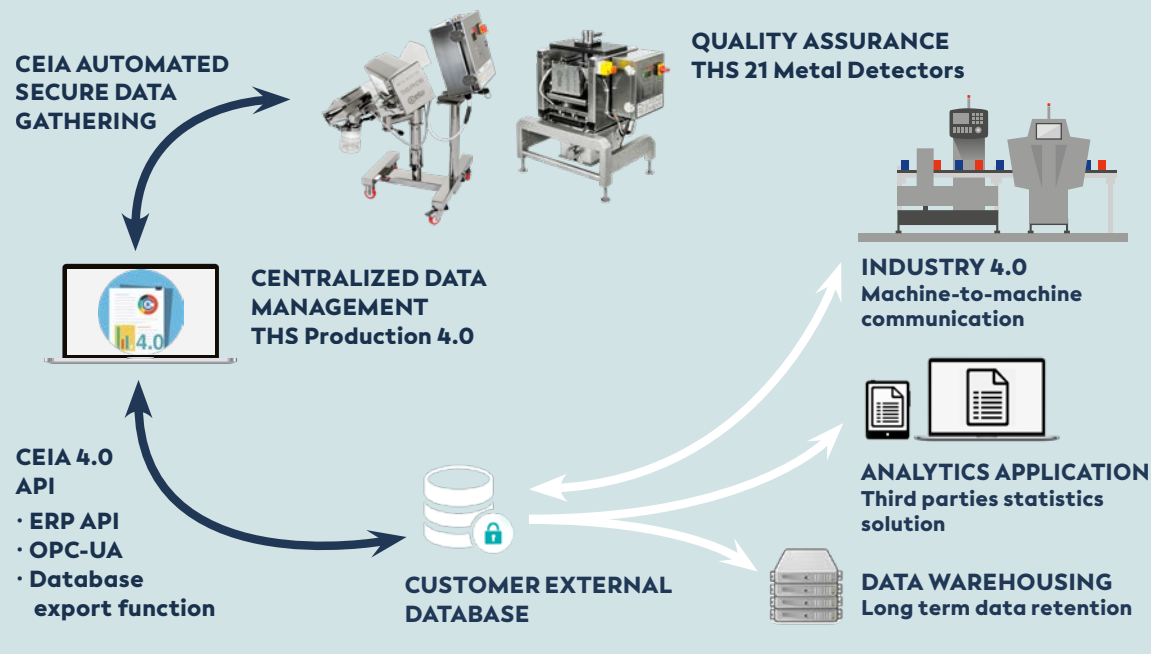 CEIA AUTOMATED
SECURE DATA
GATHERING
QUALITY ASSURANCE
THS 21 Metal Detectors
CENTRALIZED DATA
MANAGEMENT
THS Production 4.0
4.0
INDUSTRY 4.0
Machine-to-machine
communication
CEIA 4.0
API
· ERP API
· OPC-UA
· Database
export function
CUSTOMER EXTERNAL
DATABASE
ANALYTICS APPLICATION
Third parties statistics
solution
DATA WAREHOUSING
Long term data retention